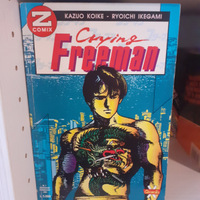 Z
COMIX
KAZUO KOIKE - RYOICHI IKEGAMI
Crying
Freeman